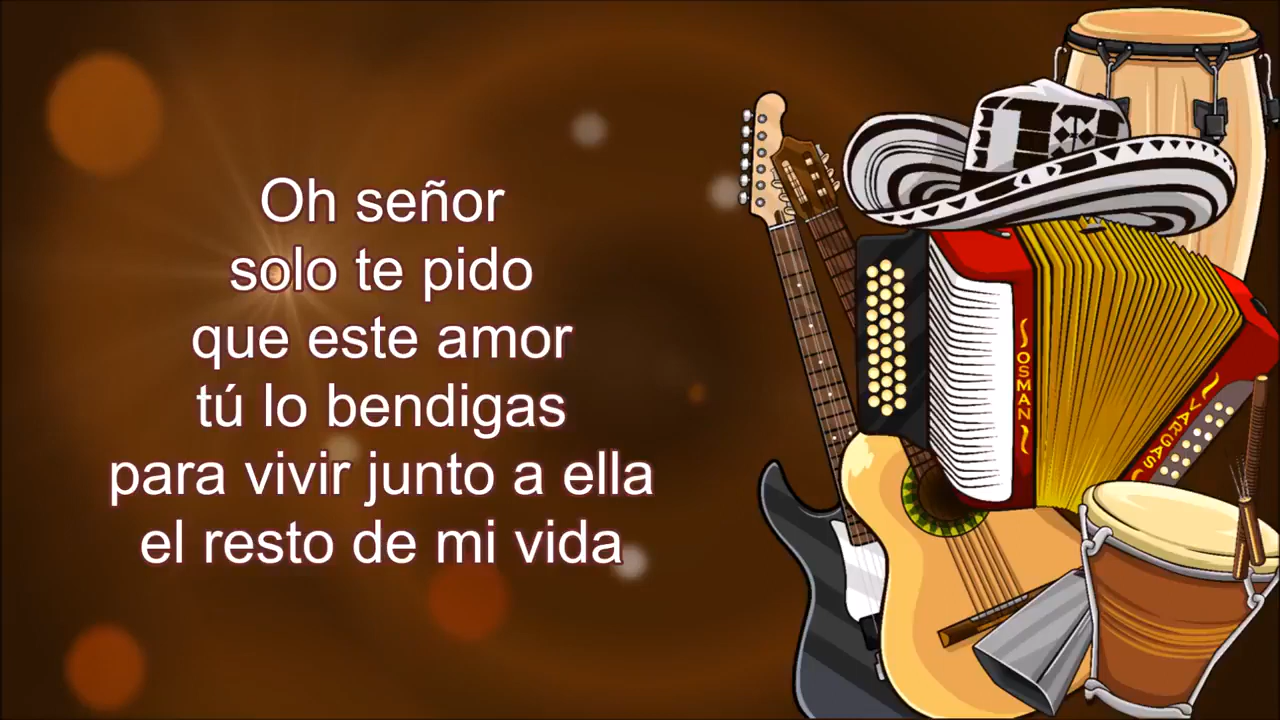 Oh señor
solo te pido
que este amor
tú lo bendigas
para vivir junto a ella
el resto de mi vida
OSMAN
VARGAS